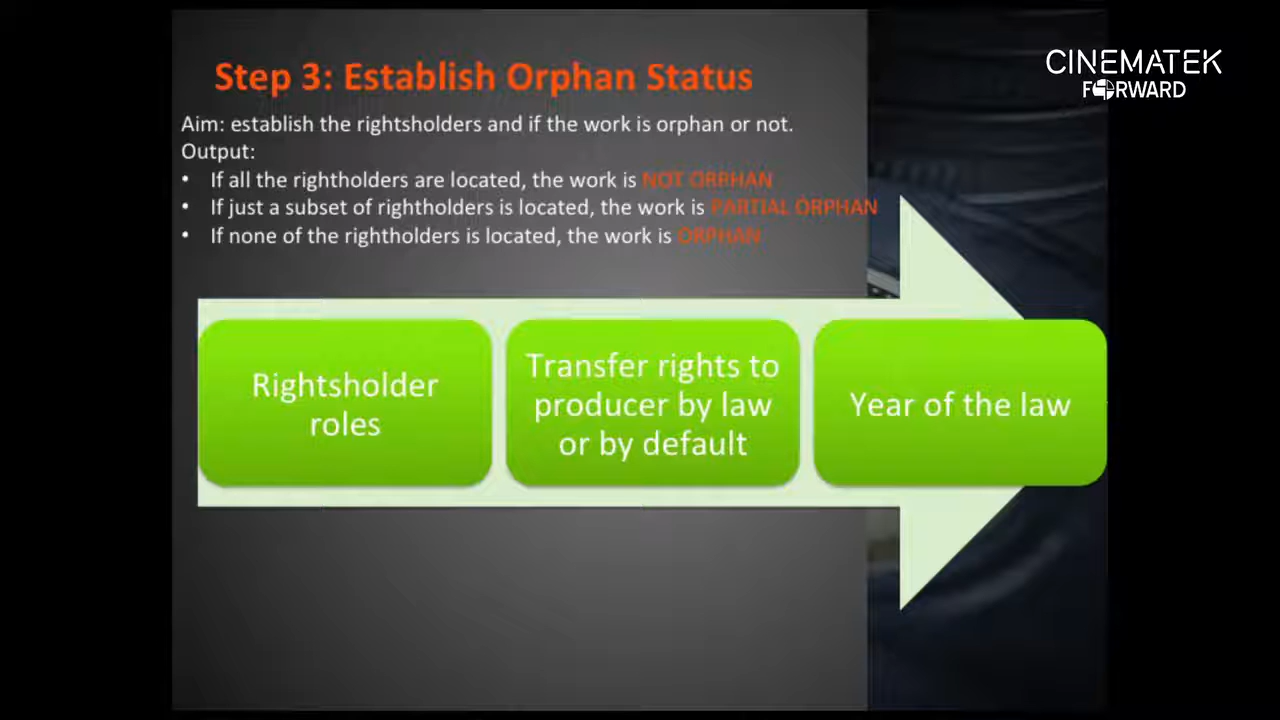 CINEMATEK
FORWARD
Step 3: Establish Orphan Status
Aim: establish the rightsholders and if the work is orphan or not.
Output:
• If all the rightholders are located, the work is NOT ORPHAN
• If just a subset of rightholders is located, the work is PARTIAL ORPHAN
• If none of the rightholders is located, the work is ORPHAN
Rightsholder
roles
Transfer rights to
producer by law
or by default
Year of the law